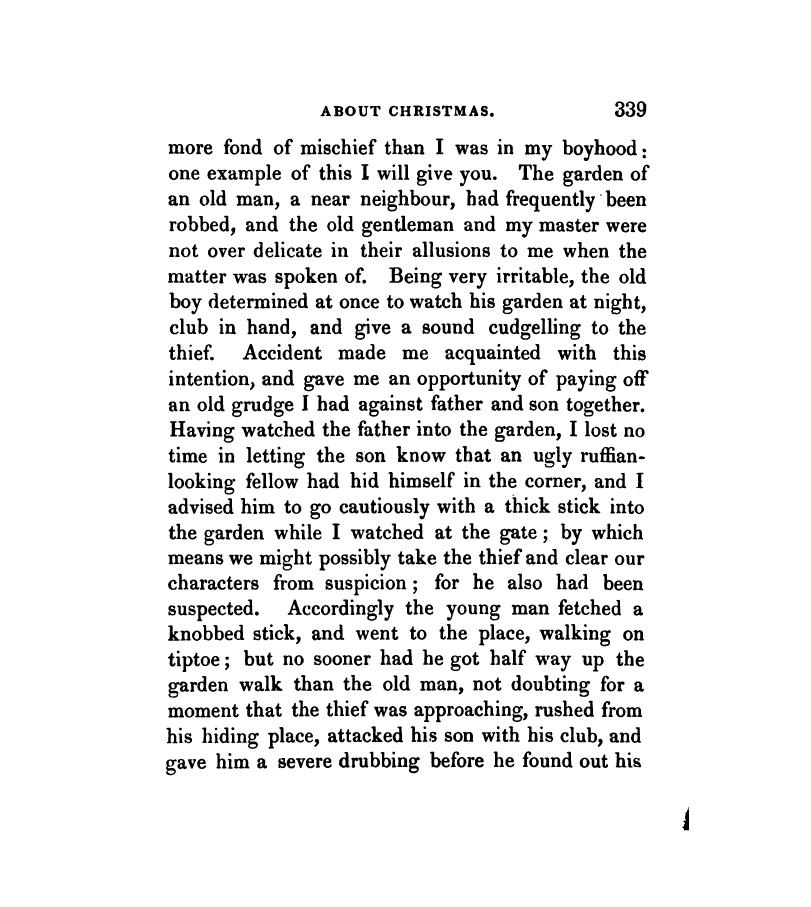 ABOUT CHRISTMAS. 339
more fond of mischief than I was in my boyhood:
one example of this I will give you. The garden of
an old man, a near neighbour, had frequently been
robbed, and the old gentleman and my master were
not over delicate in their allusions to me when the
matter was spoken of. Being very irritable, the old
boy determined at once to watch his garden at night,
club in hand, and give a sound cudgelling to the
thief. Accident made me acquainted with this
intention, and gave me an opportunity of paying off
an old grudge I had against father and son together.
Having watched the father into the garden, I lost no
time in letting the son know that an ugly ruffian-
looking fellow had hid himself in the corner, and I
advised him to go cautiously with a thick stick into
the garden while I watched at the gate; by which
means we might possibly take the thief and clear our
characters from suspicion; for he also had been
suspected. Accordingly the young man fetched a
knobbed stick, and went to the place, walking on
tiptoe; but no sooner had he got half way up the
garden walk than the old man, not doubting for a
moment that the thief was approaching, rushed from
his hiding place, attacked his son with his club, and
gave him a severe drubbing before he found out his